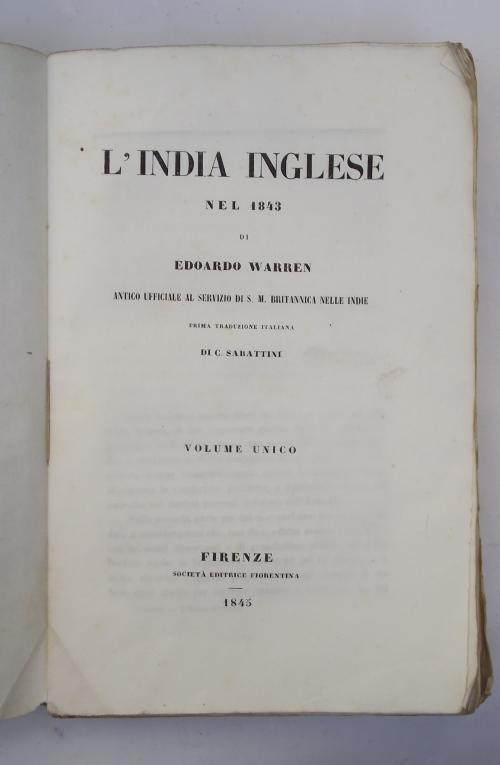 L'INDIA INGLESE
NEL 1843
DI
EDOARDO WARREN
ANTICO UFFICIALE AL SERVIZIO DI S. M. BRITANNICA NELLE INDIE
PRIMA TRADUZIONE ITALIANA
DI C. SABATTINI
VOLUME UNICO
FIRENZE
SOCIETÀ EDITRICE FIORENTINA
1845